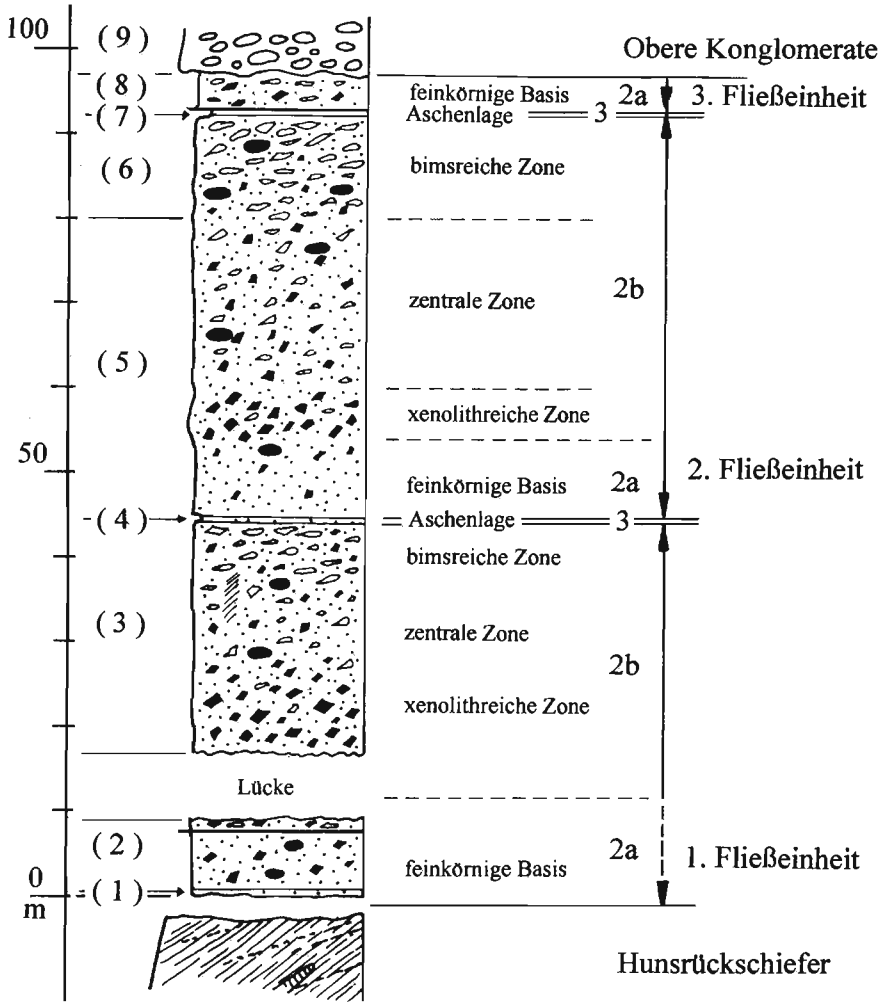 100
(9)
Obere Konglomerate
(8)
feinkörnige Basis 2a 3. Fließeinheit
(7)
Aschenlage 3
(6)
bimsreiche Zone
zentrale Zone 2b
(5)
xenolithreiche Zone
50
feinkörnige Basis 2a 2. Fließeinheit
(4)
Aschenlage 3
bimsreiche Zone
(3)
zentrale Zone
2b
xenolithreiche Zone
Lücke
(2)
feinkörnige Basis 2a 1. Fließeinheit
0
(1)
m
Hunsrückschiefer